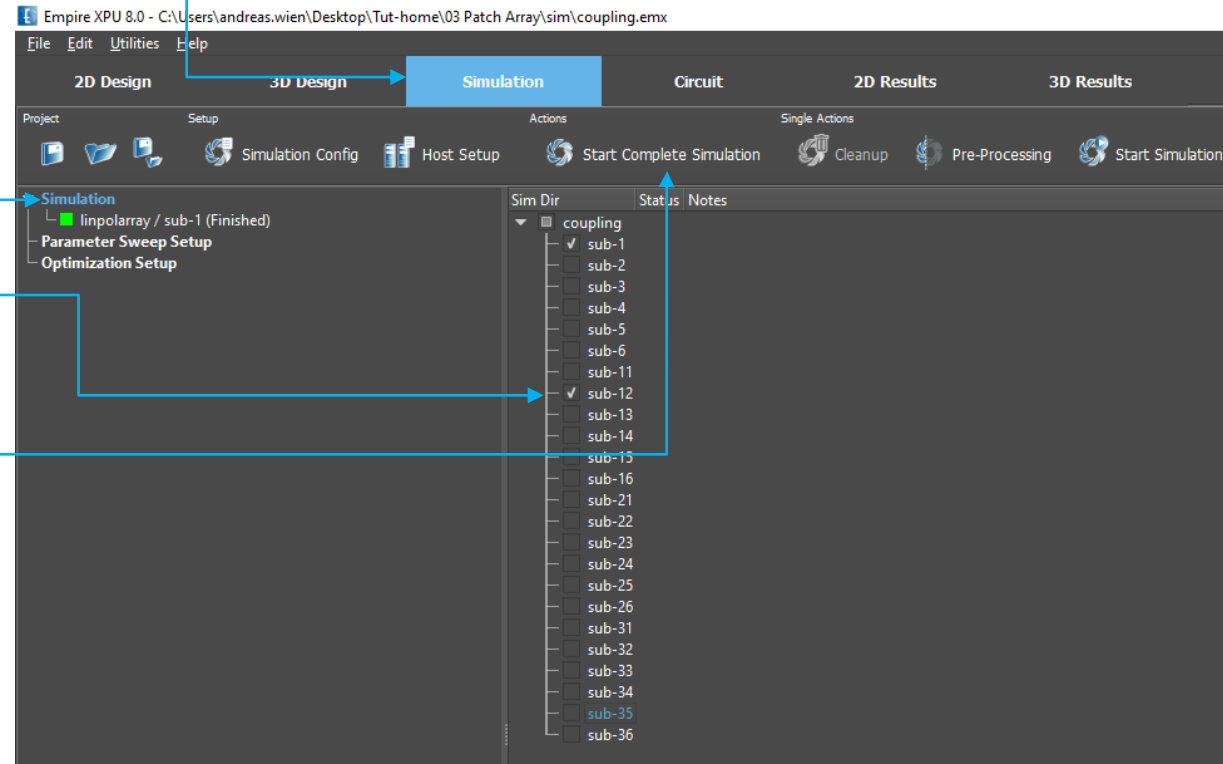 Empire XPU 8.0 - C:\Users\andreas.wien\Desktop\Tut-home\03 Patch Array\sim\coupling.emx
File Edit Utilities Help
2D Design 3D Design Simulation Circuit 2D Results 3D Results
Project Setup Actions Single Actions
Simulation Config Host Setup Start Complete Simulation Cleanup Pre-Processing Start Simulation
Simulation
linpolarray / sub-1 (Finished)
Parameter Sweep Setup
Optimization Setup
Sim Dir Status Notes
coupling
sub-1
sub-2
sub-3
sub-4
sub-5
sub-6
sub-11
sub-12
sub-13
sub-14
sub-15
sub-16
sub-21
sub-22
sub-23
sub-24
sub-25
sub-26
sub-31
sub-32
sub-33
sub-34
sub-35
sub-36